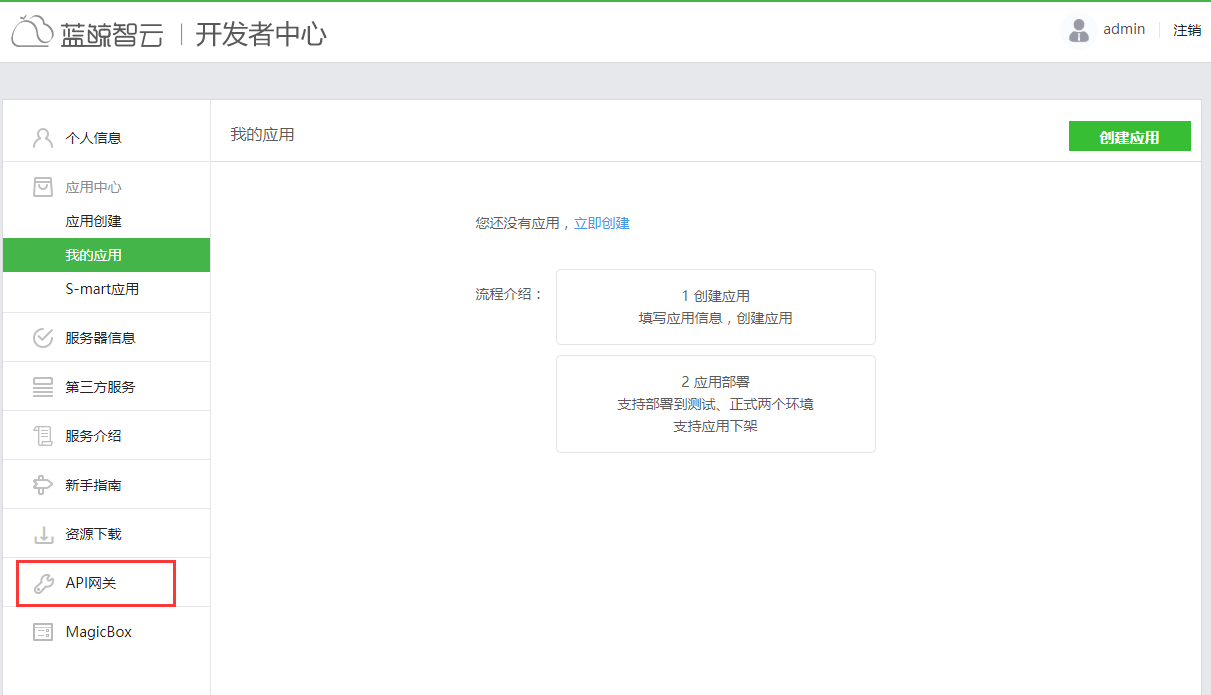 蓝鲸智云 | 开发者中心
admin
注销
个人信息
应用中心
应用创建
我的应用
S-mart应用
服务器信息
第三方服务
服务介绍
新手指南
资源下载
API网关
MagicBox
我的应用
创建应用
您还没有应用，立即创建
流程介绍：
1 创建应用
填写应用信息，创建应用
2 应用部署
支持部署到测试、正式两个环境
支持应用下架